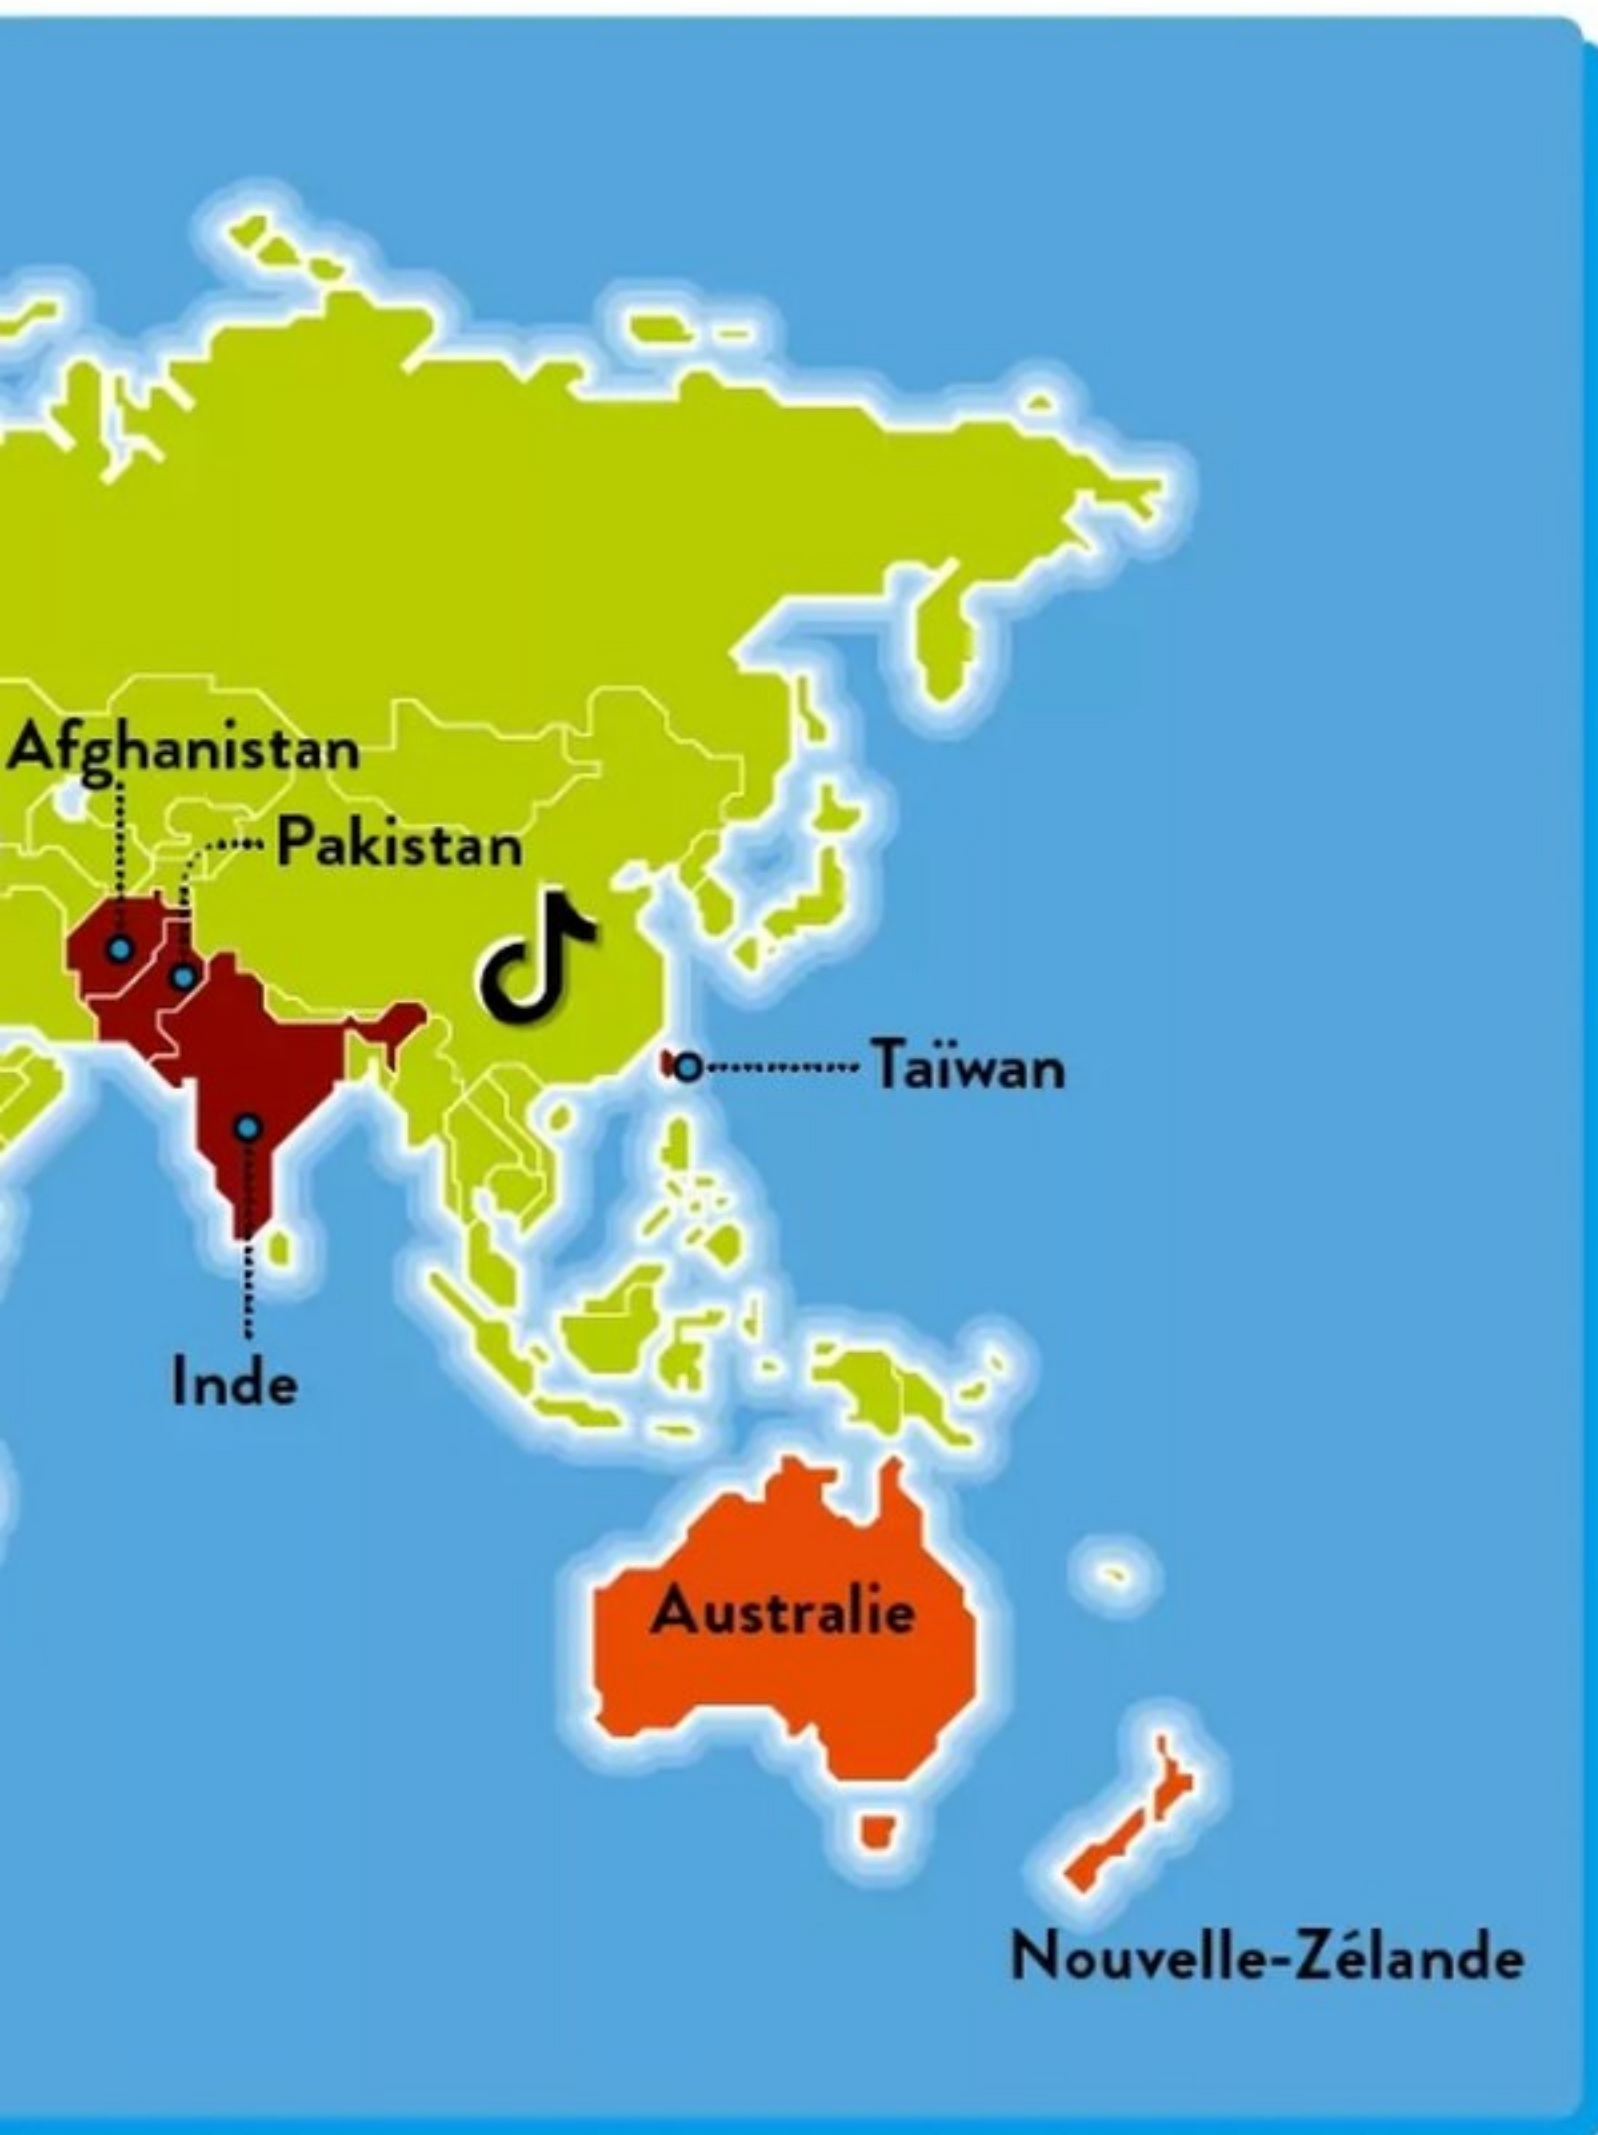 Afghanistan
Pakistan
Taïwan
Inde
Australie
Nouvelle-Zélande